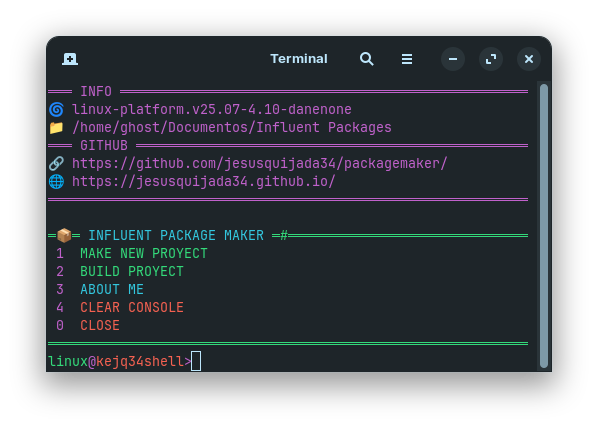 Terminal
INFO
linux-platform.v25.07-4.10-danenone
/home/ghost/Documentos/Influent Packages
GITHUB
https://github.com/jesusquijada34/packagemaker/
https://jesusquijada34.github.io/
INFLUENT PACKAGE MAKER =#
1 MAKE NEW PROYECT
2 BUILD PROYECT
3 ABOUT ME
4 CLEAR CONSOLE
0 CLOSE
linux@kejq34shell>